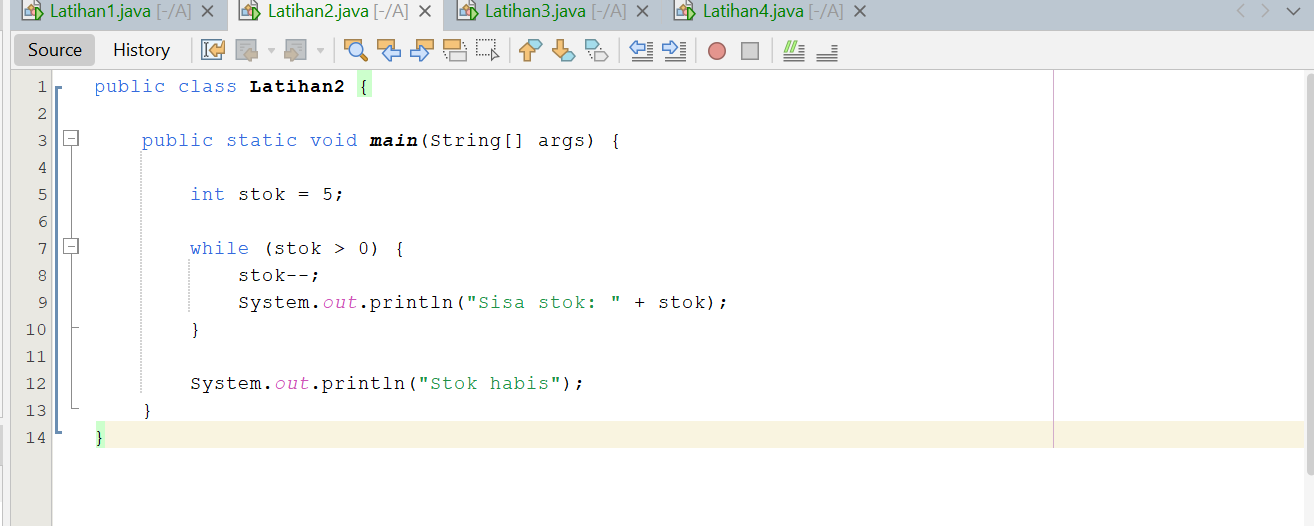 Latihan1.java [-/A] Latihan2.java [-/A] Latihan3.java [-/A] Latihan4.java [-/A]
Source History
1 public class Latihan2 {
2
3 public static void main(String[] args) {
4
5 int stok = 5;
6
7 while (stok > 0) {
8 stok--;
9 System.out.println("Sisa stok: " + stok);
10 }
11
12 System.out.println("Stok habis");
13 }
14 }